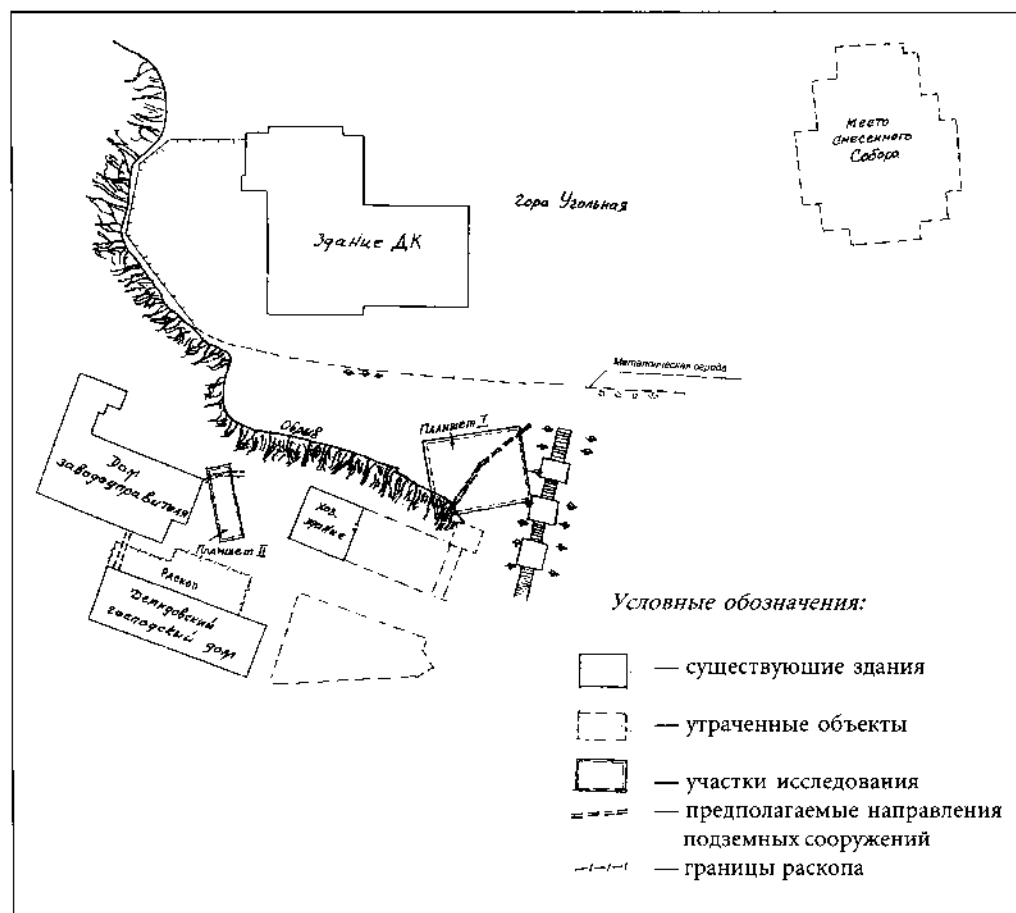 Место
снесенного
Собора
гора Угольная
Здание ДК
Металлическая ограда
Обрыв
Планшет I
Дом
заводоуправителя
хоз.
здание
Планшет II
Раскоп
Демидовский
господский дом
Условные обозначения:
— существующие здания
— утраченные объекты
— участки исследования
— предполагаемые направления
подземных сооружений
— границы раскопа